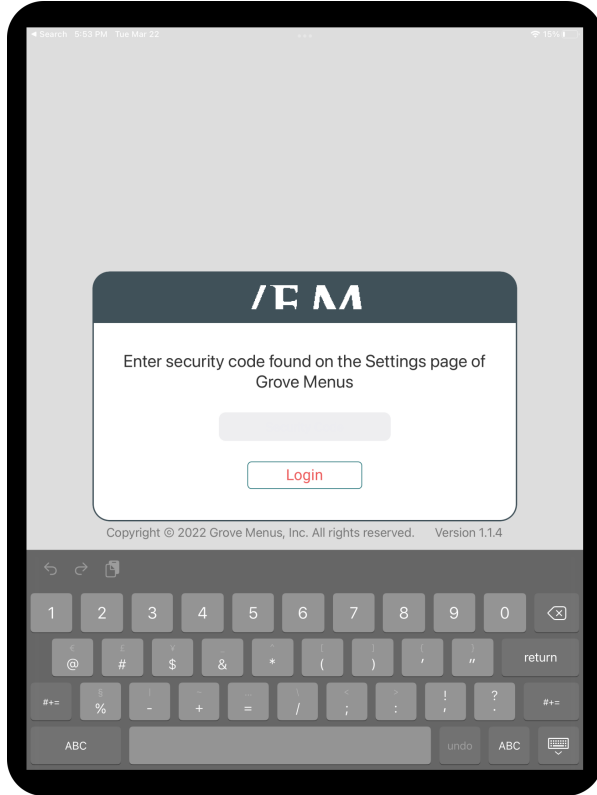 ◀ Search 5:53 PM Tue Mar 22 15%
Enter security code found on the Settings page of
Grove Menus
Login
Copyright © 2022 Grove Menus, Inc. All rights reserved. Version 1.1.4
1 2 3 4 5 6 7 8 9 0
€ £ ¥ _ ^ [ ] { }
@ # $ & * ( ) ' "
return
§ | ~ … \ < > ! ?
#+= % - + = / ; : , . #+=
ABC undo ABC